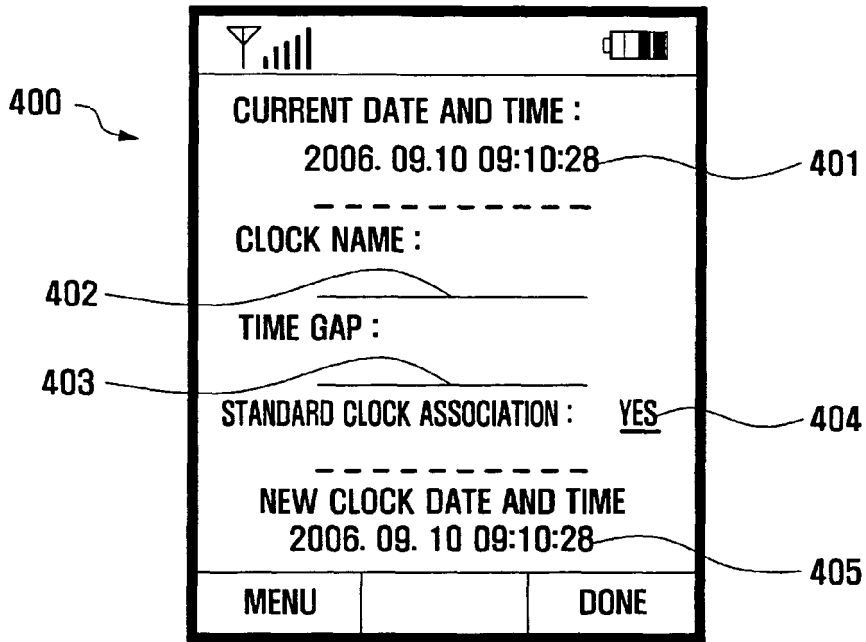 400
CURRENT DATE AND TIME :
2006. 09.10 09:10:28
401
CLOCK NAME :
402
TIME GAP :
403
STANDARD CLOCK ASSOCIATION : YES
404
NEW CLOCK DATE AND TIME
2006. 09. 10 09:10:28
405
MENU DONE